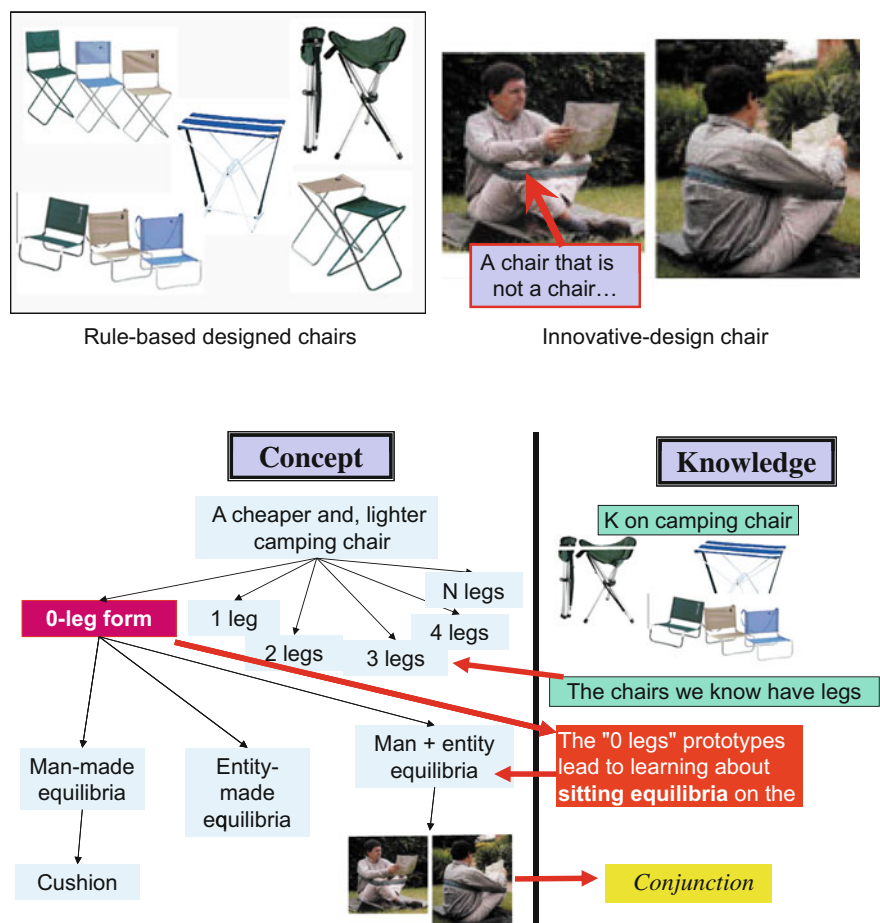 A chair that is
not a chair…
Rule-based designed chairs
Innovative-design chair
Concept
Knowledge
A cheaper and, lighter
camping chair
K on camping chair
0-leg form
1 leg
2 legs
3 legs
4 legs
N legs
The chairs we know have legs
Man-made
equilibria
Entity-
made
equilibria
Man + entity
equilibria
The "0 legs" prototypes
lead to learning about
sitting equilibria on the
Cushion
Conjunction